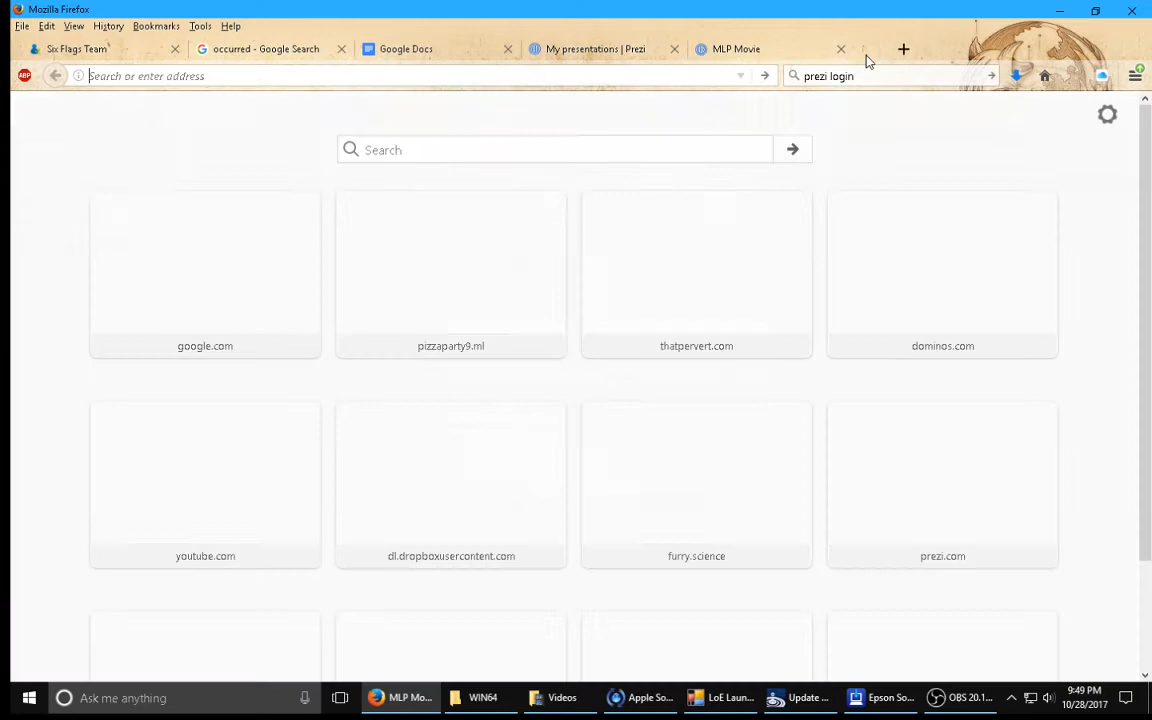 Mozilla Firefox
File Edit View History Bookmarks Tools Help
Six Flags Team' occurred - Google Search Google Docs My presentations | Prezi MLP Movie
ABP Search or enter address prezi login
Search
google.com pizzaparty9.ml thatpervert.com dominos.com
youtube.com dl.dropboxusercontent.com furry.science prezi.com
Ask me anything MLP Mo... WIN64 Videos Apple So... LoE Laun... Update ... Epson So... OBS 20.1... 9:49 PM
10/28/2017